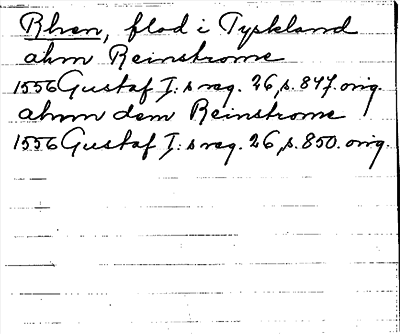 Rhen, flod i Tyskland
ahm Reinstrome
1556 Gustaf I:s reg. 26, s. 847. orig.
ahm dem Reinstrome
1556 Gustaf I:s reg. 26, s. 850. orig.